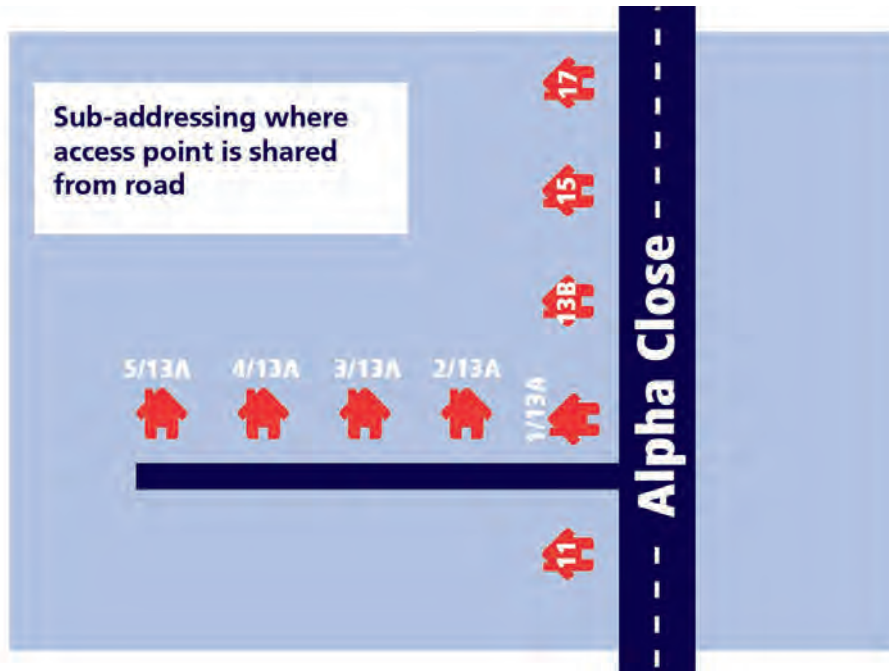 Sub-addressing where
access point is shared
from road
17
15
13B
5/13A 4/13A 3/13A 2/13A
1/13A
11
Alpha Close